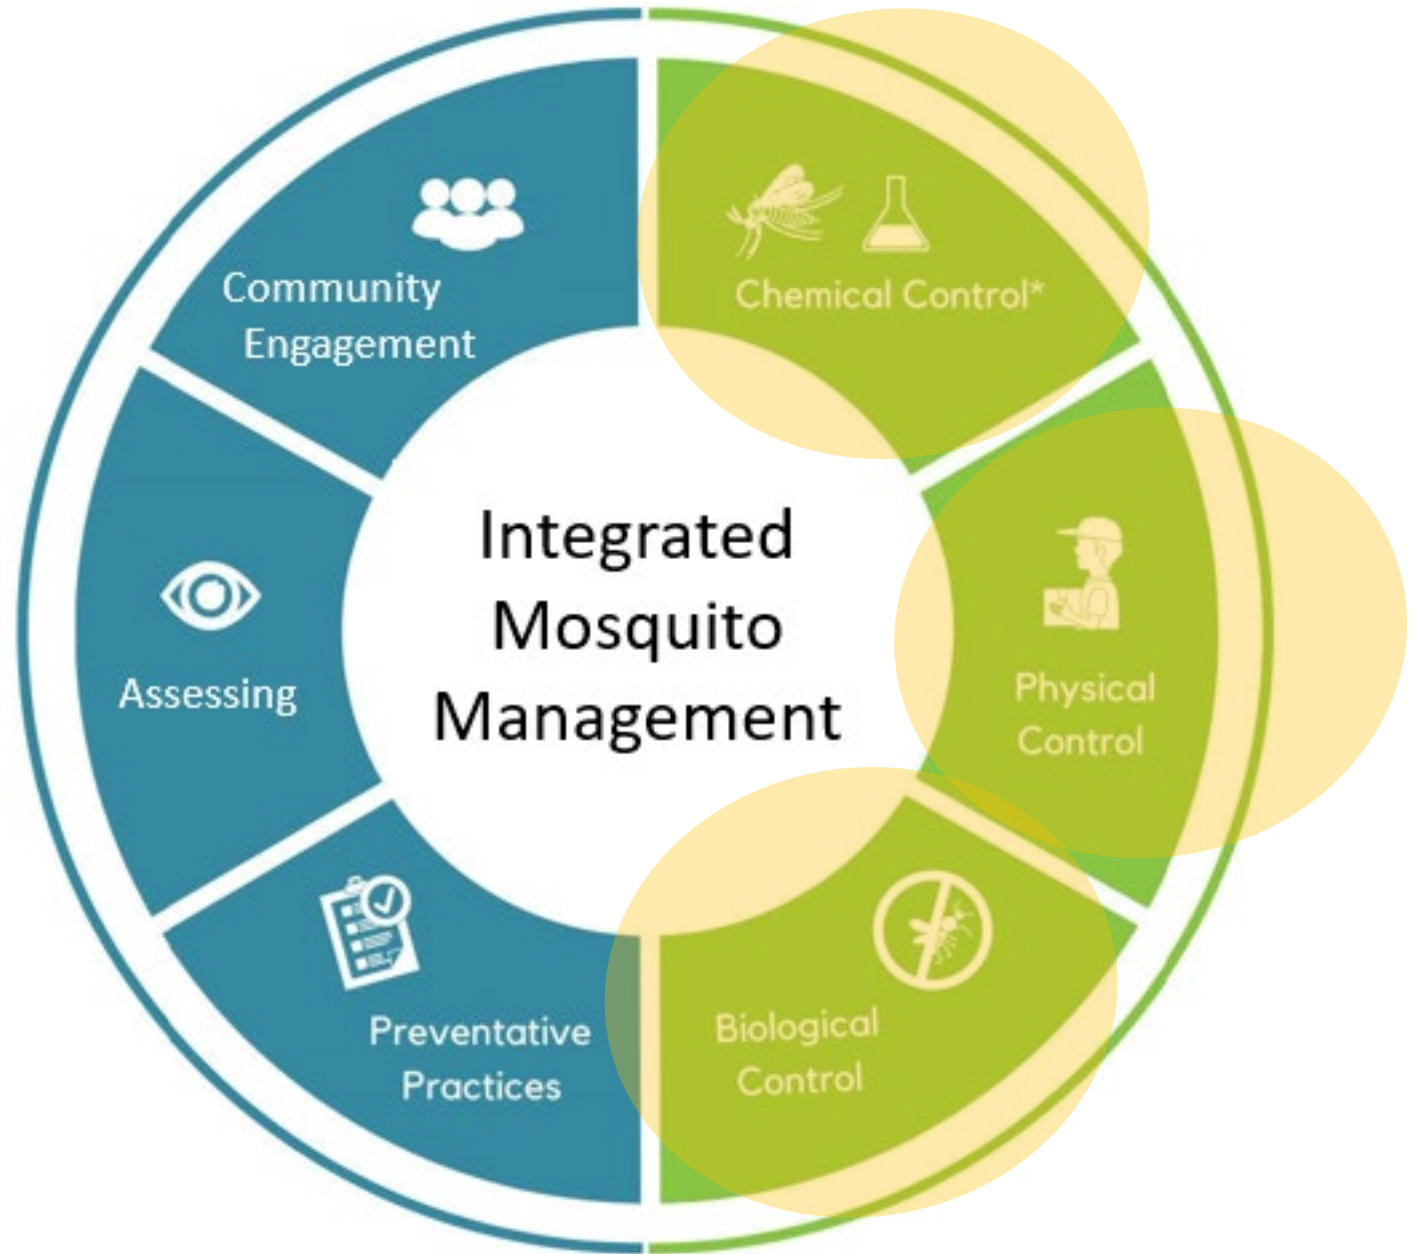 Community
Engagement
Chemical Control*
Assessing
Integrated
Mosquito
Management
Physical
Control
Preventative
Practices
Biological
Control